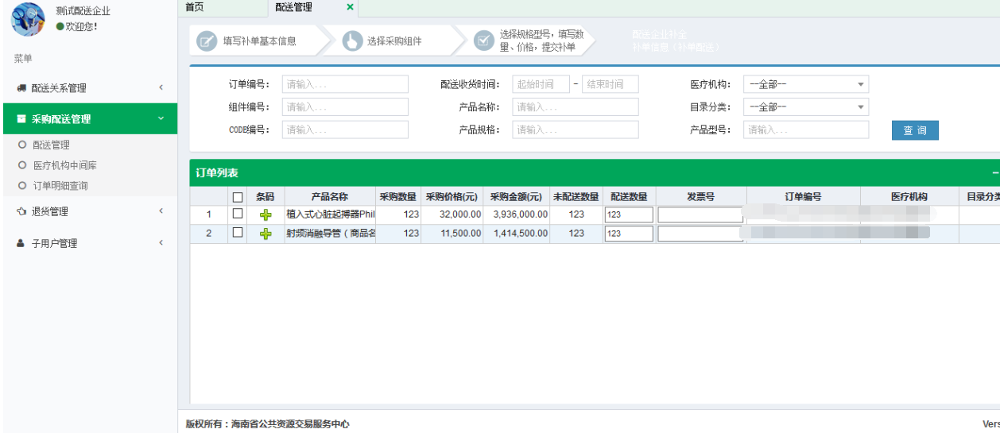 测试配送企业
欢迎您!
菜单
配送关系管理
采购配送管理
配送管理
医疗机构中间库
订单明细查询
退货管理
子用户管理
首页 配送管理 ×
填写补单基本信息 选择采购组件 选择规格型号，填写数量、价格，提交补单 配送企业补全补单信息（补单配送）
订单编号： 请输入... 配送收货时间： 起始时间 - 结束时间 医疗机构： --全部--
组件编号： 请输入... 产品名称： 请输入... 目录分类： --全部--
CODE编号： 请输入... 产品规格： 请输入... 产品型号： 请输入... 查 询
订单列表
条码 产品名称 采购数量 采购价格(元) 采购金额(元) 未配送数量 配送数量 发票号 订单编号 医疗机构 目录分类
1 植入式心脏起搏器Phil 123 32,000.00 3,936,000.00 123 123
2 射频消融导管（商品名 123 11,500.00 1,414,500.00 123 123
版权所有：海南省公共资源交易服务中心 Vers